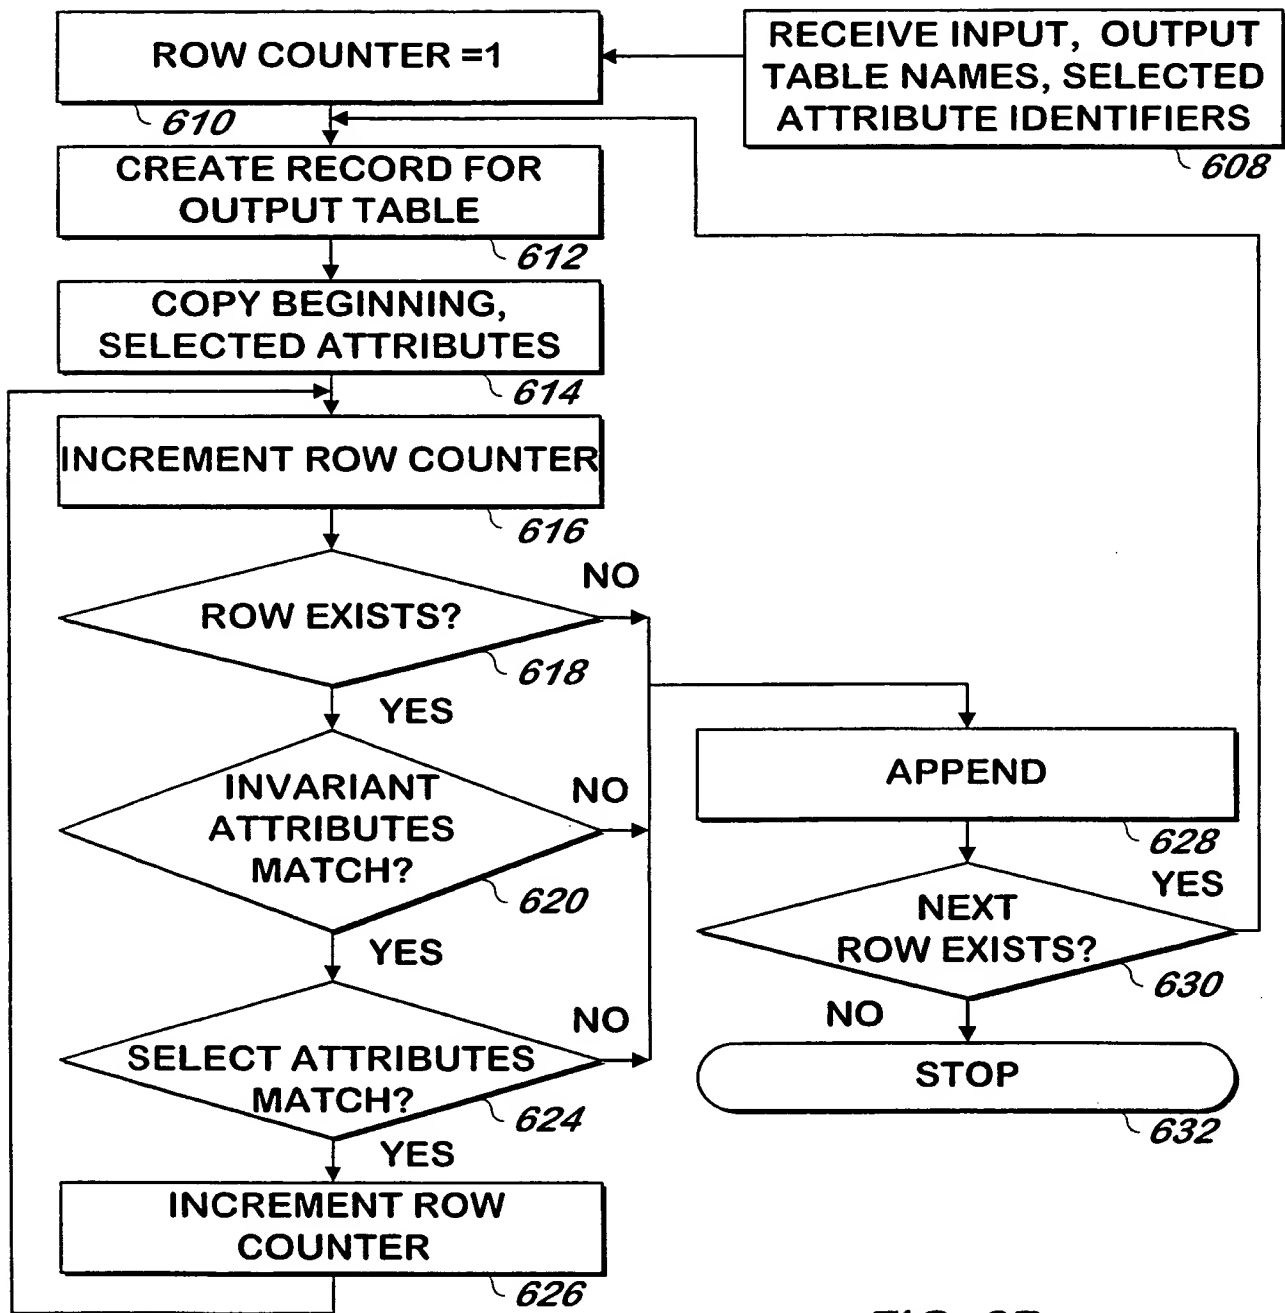 ROW COUNTER =1
610
RECEIVE INPUT, OUTPUT
TABLE NAMES, SELECTED
ATTRIBUTE IDENTIFIERS
608
CREATE RECORD FOR
OUTPUT TABLE
612
COPY BEGINNING,
SELECTED ATTRIBUTES
614
INCREMENT ROW COUNTER
616
ROW EXISTS?
NO
618
YES
INVARIANT
ATTRIBUTES
MATCH?
NO
620
YES
SELECT ATTRIBUTES
MATCH?
NO
624
YES
INCREMENT ROW
COUNTER
626
APPEND
628
NEXT
ROW EXISTS?
YES
630
NO
STOP
632